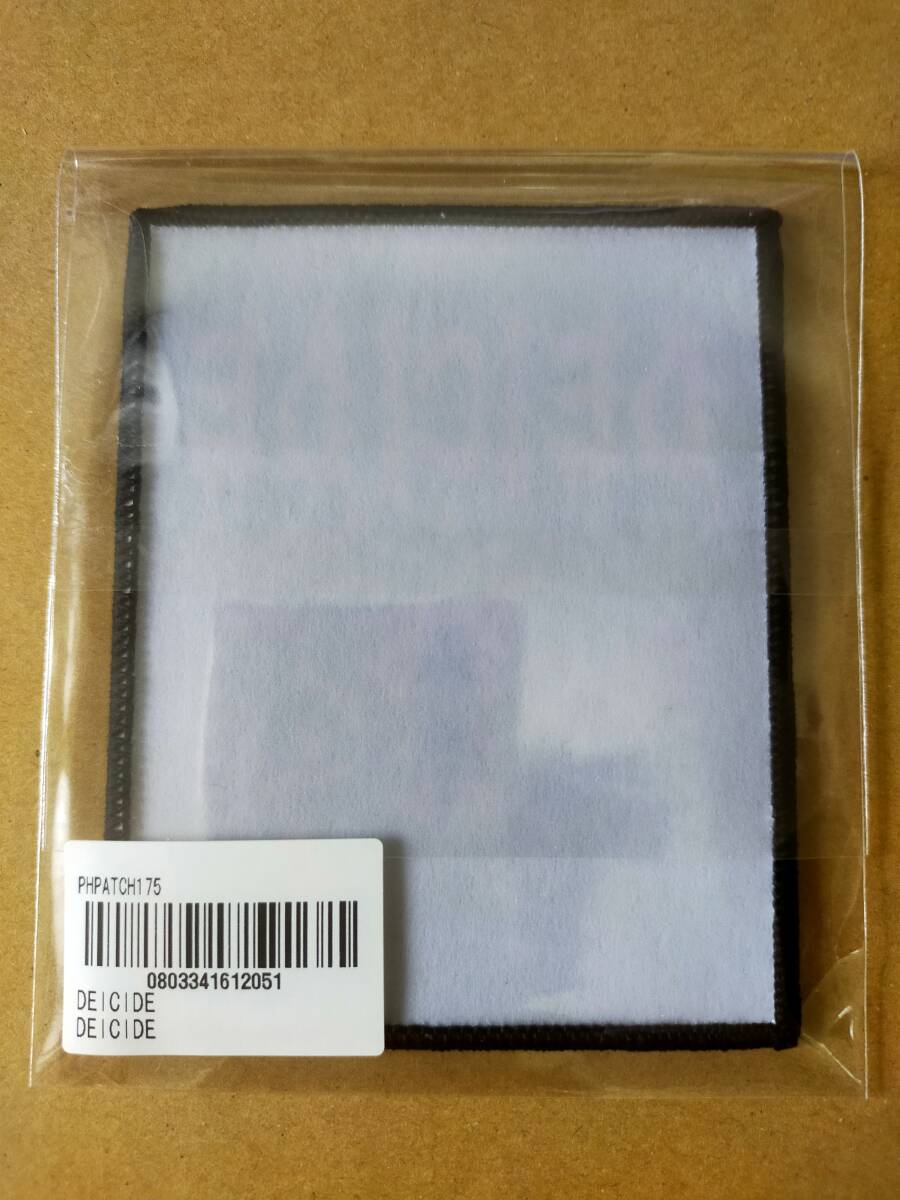 PHPATCH175
0803341612051
DEICIDE
DEICIDE